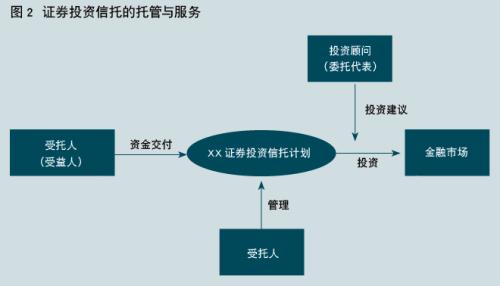 图 2 证券投资信托的托管与服务
投资顾问
（委托代表）
投资建议
受托人
（受益人）
资金交付
XX 证券投资信托计划
投资
金融市场
管理
受托人